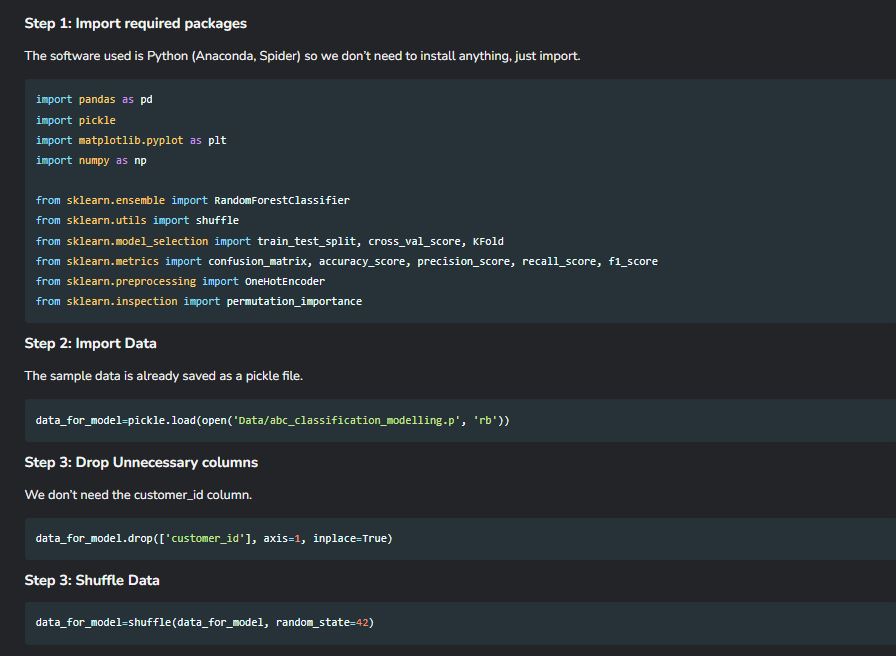 Step 1: Import required packages
The software used is Python (Anaconda, Spider) so we don't need to install anything, just import.
import pandas as pd
import pickle
import matplotlib.pyplot as plt
import numpy as np
from sklearn.ensemble import RandomForestClassifier
from sklearn.utils import shuffle
from sklearn.model_selection import train_test_split, cross_val_score, KFold
from sklearn.metrics import confusion_matrix, accuracy_score, precision_score, recall_score, f1_score
from sklearn.preprocessing import OneHotEncoder
from sklearn.inspection import permutation_importance
Step 2: Import Data
The sample data is already saved as a pickle file.
data_for_model=pickle.load(open('Data/abc_classification_modelling.p', 'rb'))
Step 3: Drop Unnecessary columns
We don't need the customer_id column.
data_for_model.drop(['customer_id'], axis=1, inplace=True)
Step 3: Shuffle Data
data_for_model=shuffle(data_for_model, random_state=42)